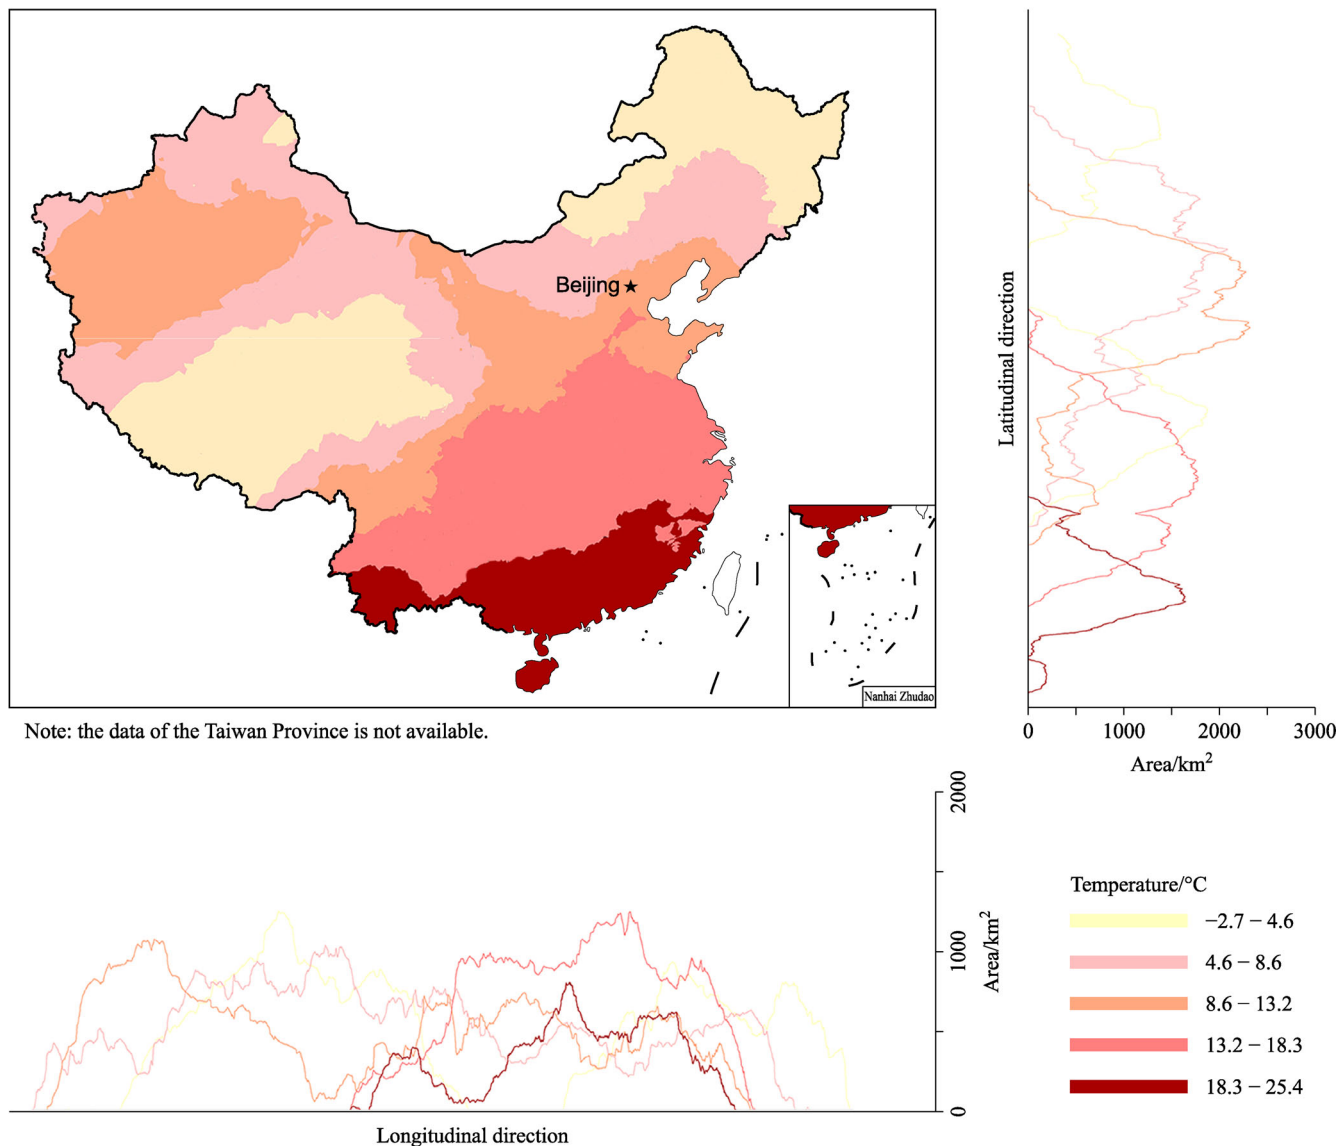 Beijing
Nanhai Zhudao
Note: the data of the Taiwan Province is not available.
Latitudinal direction
0 1000 2000 3000
Area/km²
2000
1000
0
Area/km²
Longitudinal direction
Temperature/°C
−2.7 – 4.6
4.6 – 8.6
8.6 – 13.2
13.2 – 18.3
18.3 – 25.4